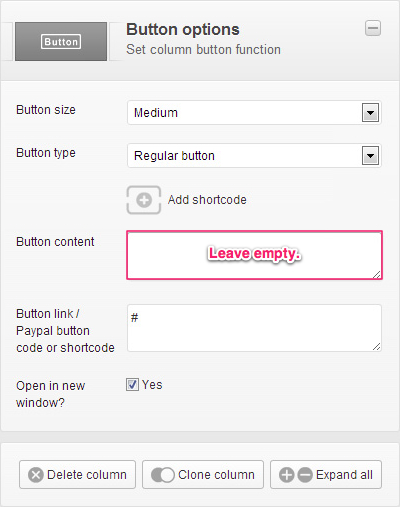 Button
Button options
Set column button function
Button size
Medium
Button type
Regular button
Add shortcode
Button content
Leave empty.
Button link /
Paypal button
code or shortcode
#
Open in new
window?
Yes
Delete column
Clone column
Expand all